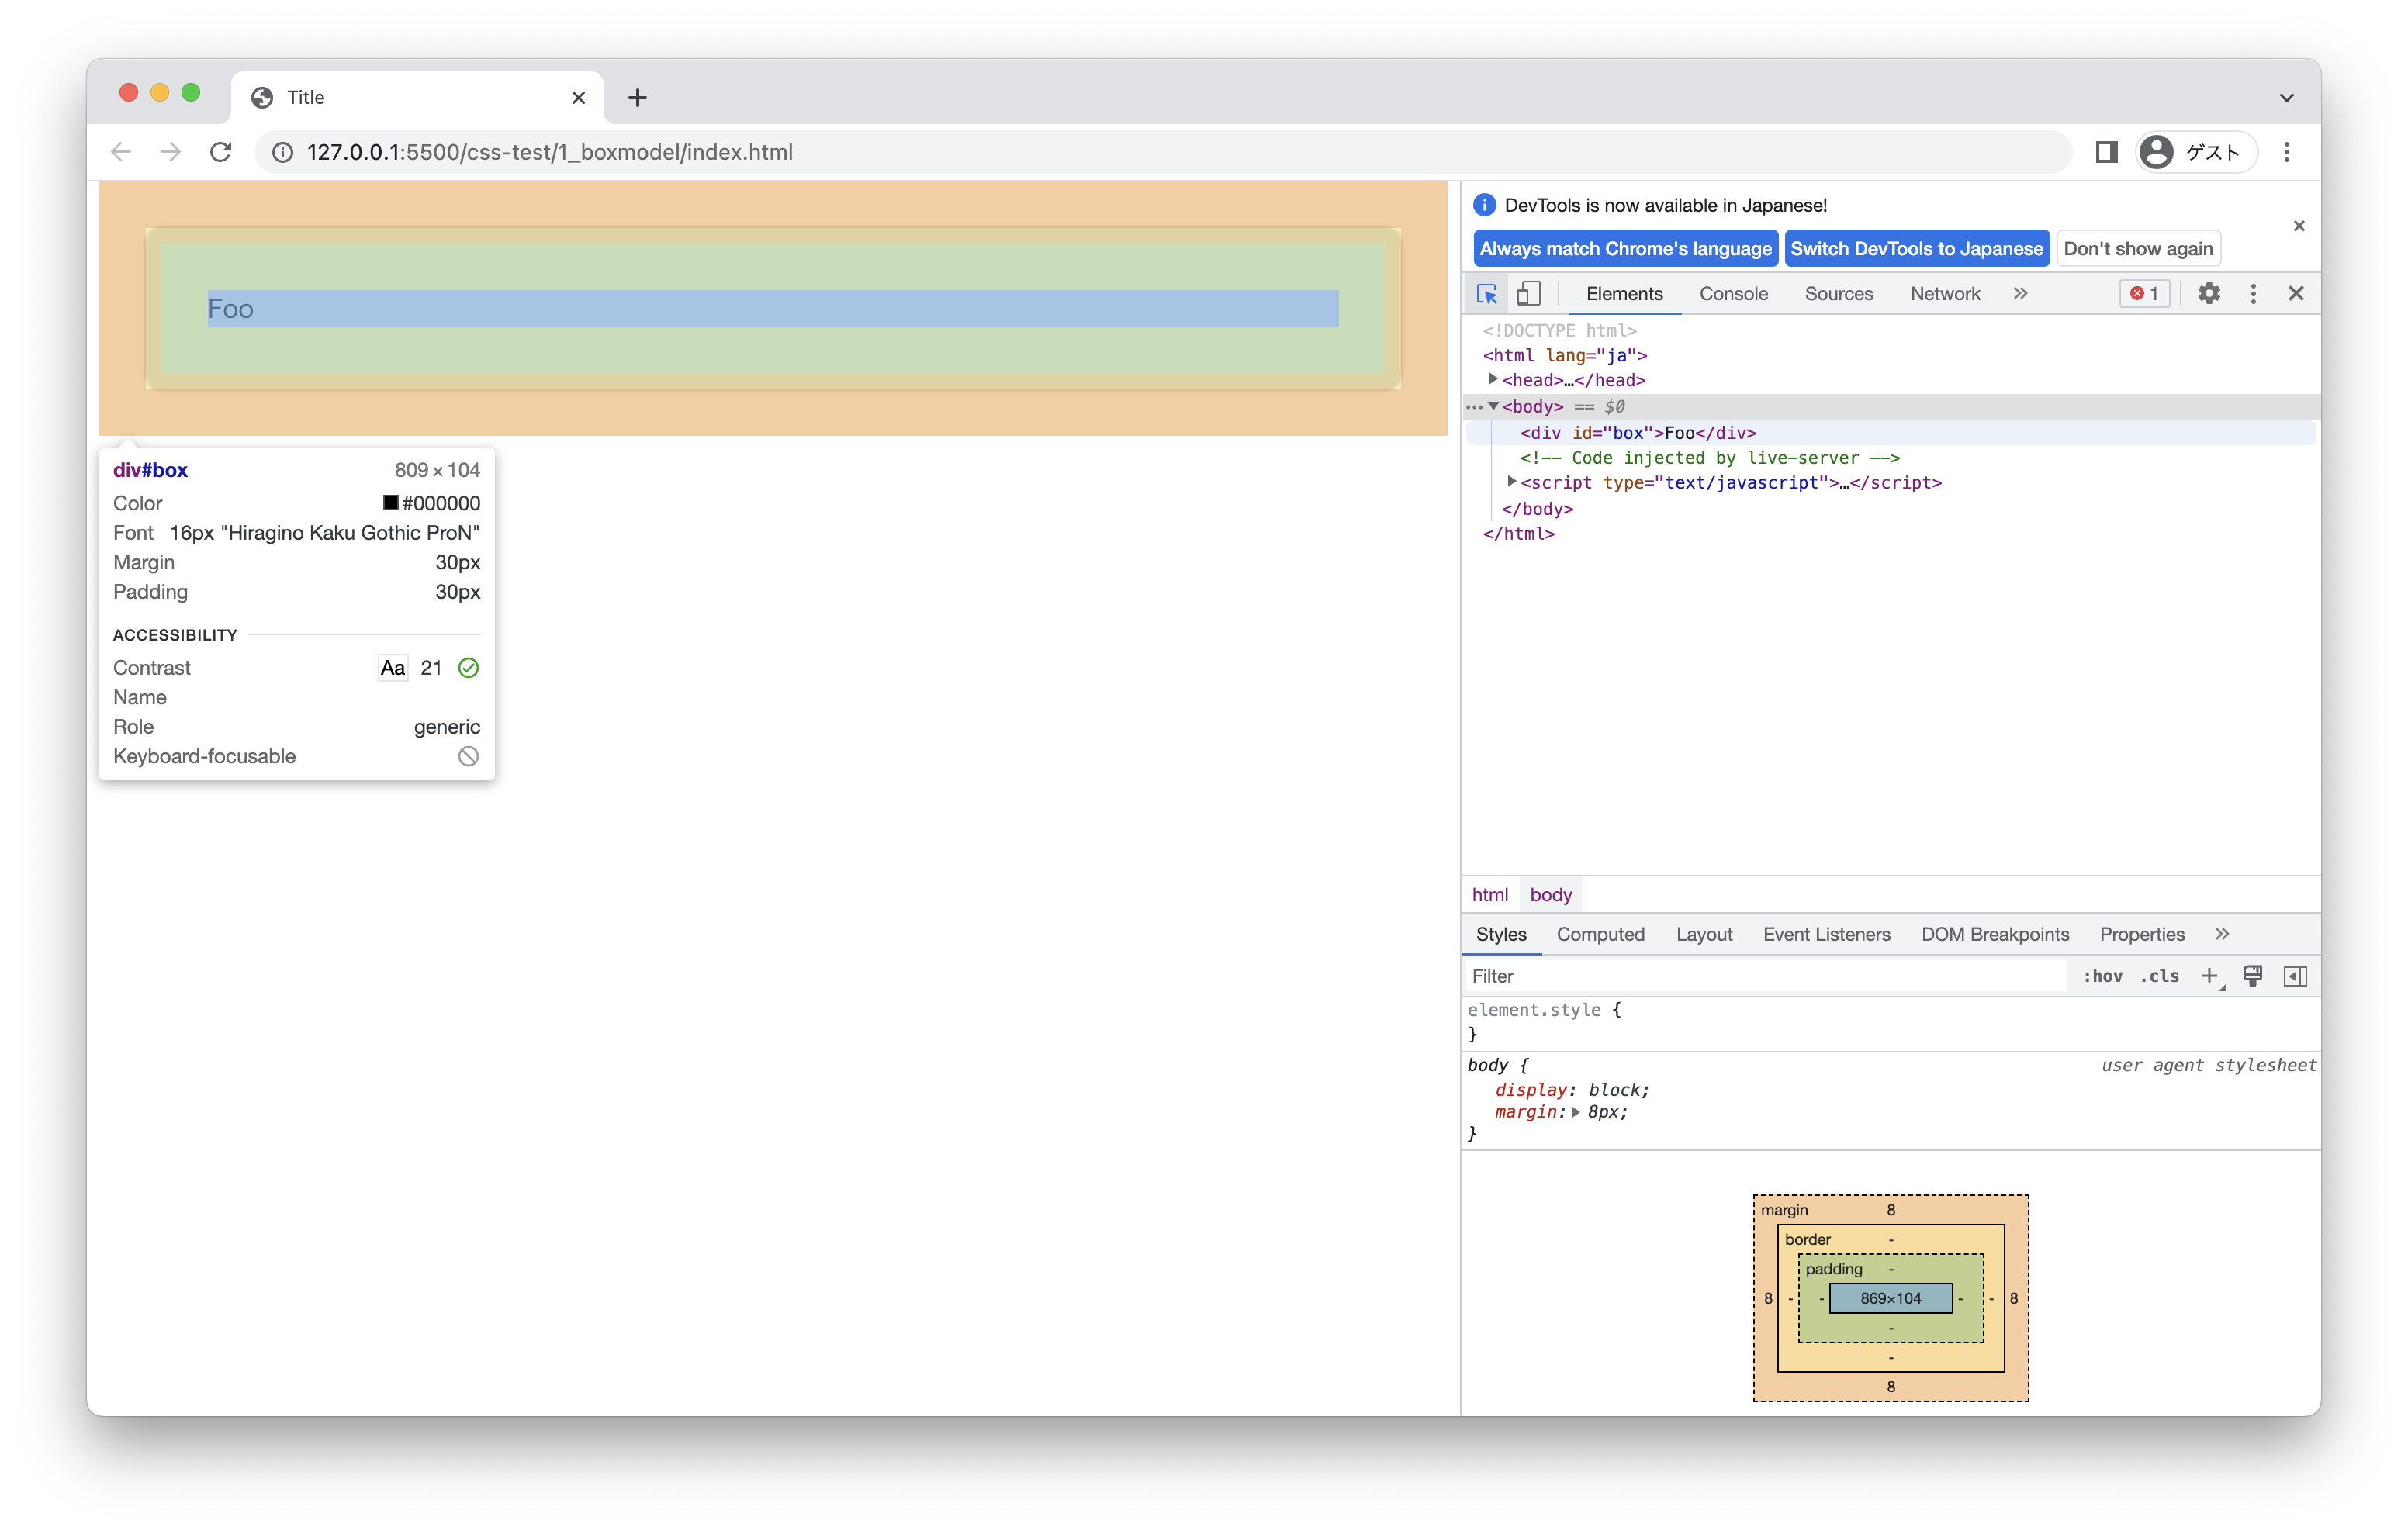 Title
127.0.0.1:5500/css-test/1_boxmodel/index.html
ゲスト
Foo
div#box 809 × 104
Color #000000
Font 16px "Hiragino Kaku Gothic ProN"
Margin 30px
Padding 30px
ACCESSIBILITY
Contrast Aa 21
Name
Role generic
Keyboard-focusable
DevTools is now available in Japanese!
Always match Chrome's language Switch DevTools to Japanese Don't show again
Elements Console Sources Network » 1
<!DOCTYPE html>
<html lang="ja">
<head>…</head>
<body> == $0
<div id="box">Foo</div>
<!-- Code injected by live-server -->
<script type="text/javascript">…</script>
</body>
</html>
html body
Styles Computed Layout Event Listeners DOM Breakpoints Properties »
Filter :hov .cls
element.style {
}
body { user agent stylesheet
display: block;
margin: 8px;
}
margin 8
border -
padding -
8 - - 869×104 - - 8
-
-
8